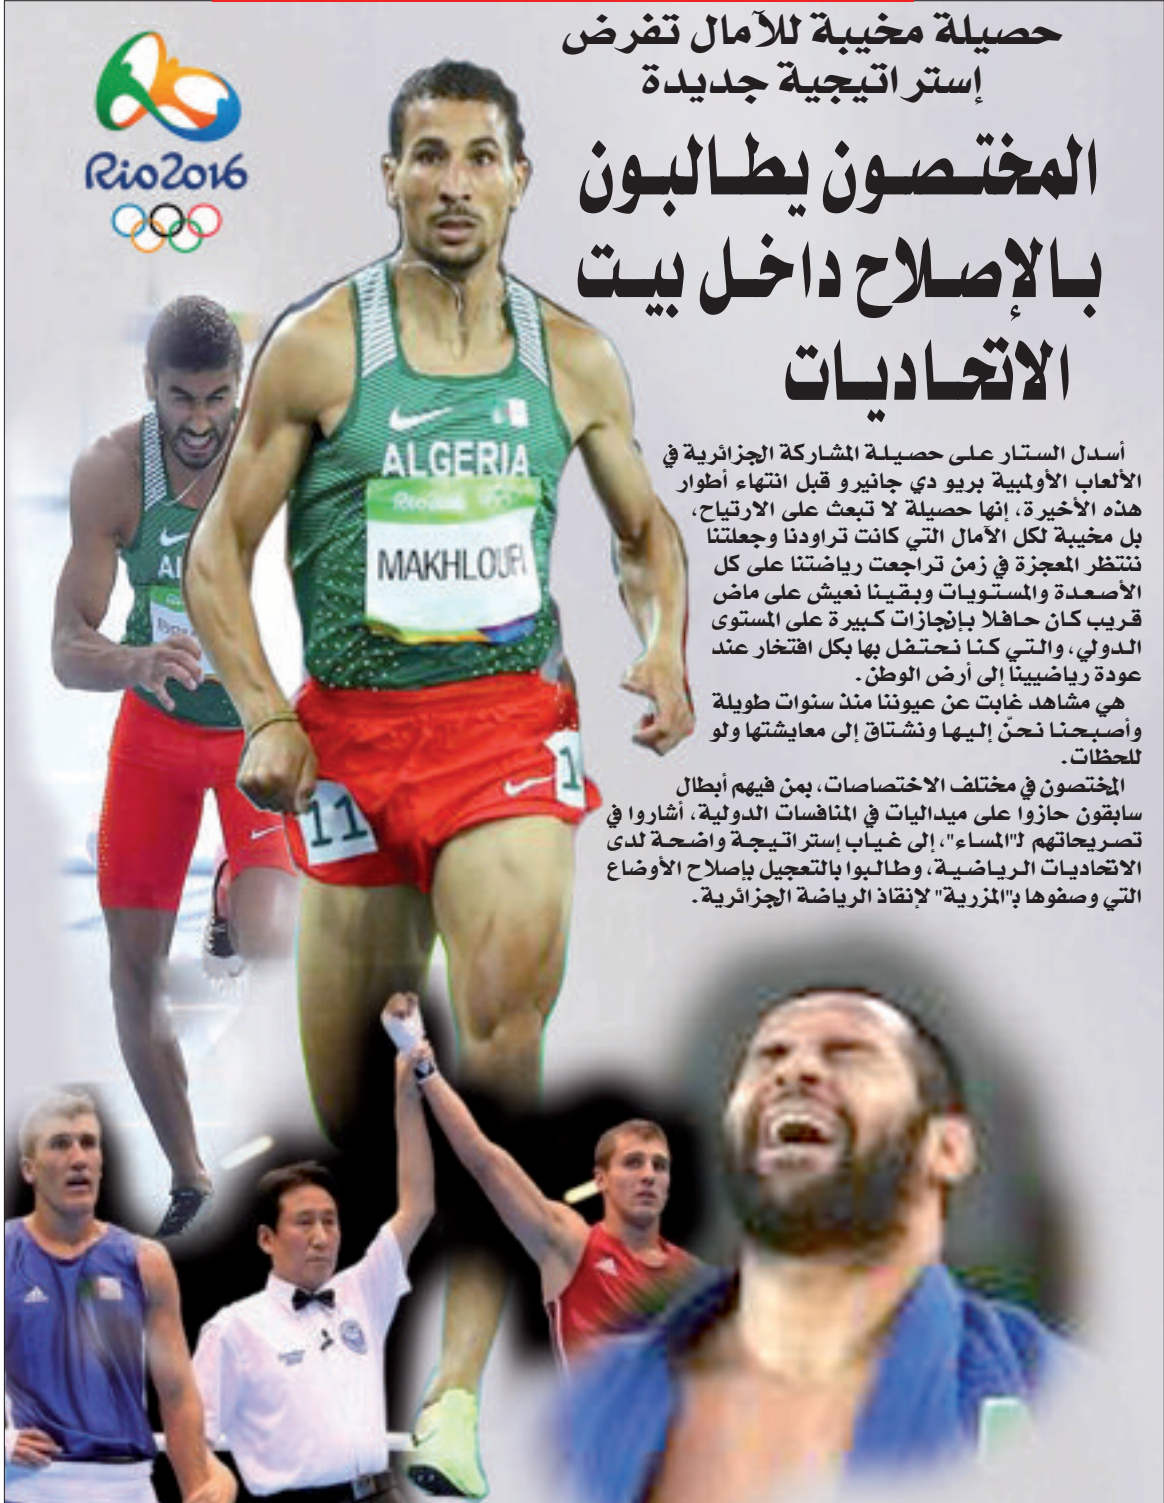 حصيلة مخيبة للآمال تفرض
إستراتيجية جديدة
المختصون يطالبون
بالإصلاح داخل بيت
الاتحاديات
Rio2016
أسدل الستار على حصيلة المشاركة الجزائرية في
الألعاب الأولمبية بريو دي جانيرو قبل انتهاء أطوار
هذه الأخيرة، إنها حصيلة لا تبعث على الارتياح،
بل مخيبة لكل الآمال التي كانت تراودنا وجعلتنا
ننتظر المعجزة في زمن تراجعت رياضتنا على كل
الأصعدة والمستويات وبقينا نعيش على ماض
قريب كان حافلا بإنجازات كبيرة على المستوى
الدولي، والتي كنا نحتفل بها بكل افتخار عند
عودة رياضيينا إلى أرض الوطن.
هي مشاهد غابت عن عيوننا منذ سنوات طويلة
وأصبحنا نحنّ إليها ونشتاق إلى معايشتها ولو
للحظات.
المختصون في مختلف الاختصاصات، بمن فيهم أبطال
سابقون حازوا على ميداليات في المنافسات الدولية، أشاروا في
تصريحاتهم لـ"المساء"، إلى غياب إستراتيجة واضحة لدى
الاتحاديات الرياضية، وطالبوا بالتعجيل بإصلاح الأوضاع
التي وصفوها بـ"المزرية" لإنقاذ الرياضة الجزائرية.
ALGERIA
Rio2016
MAKHLOUFI
11
1
Al